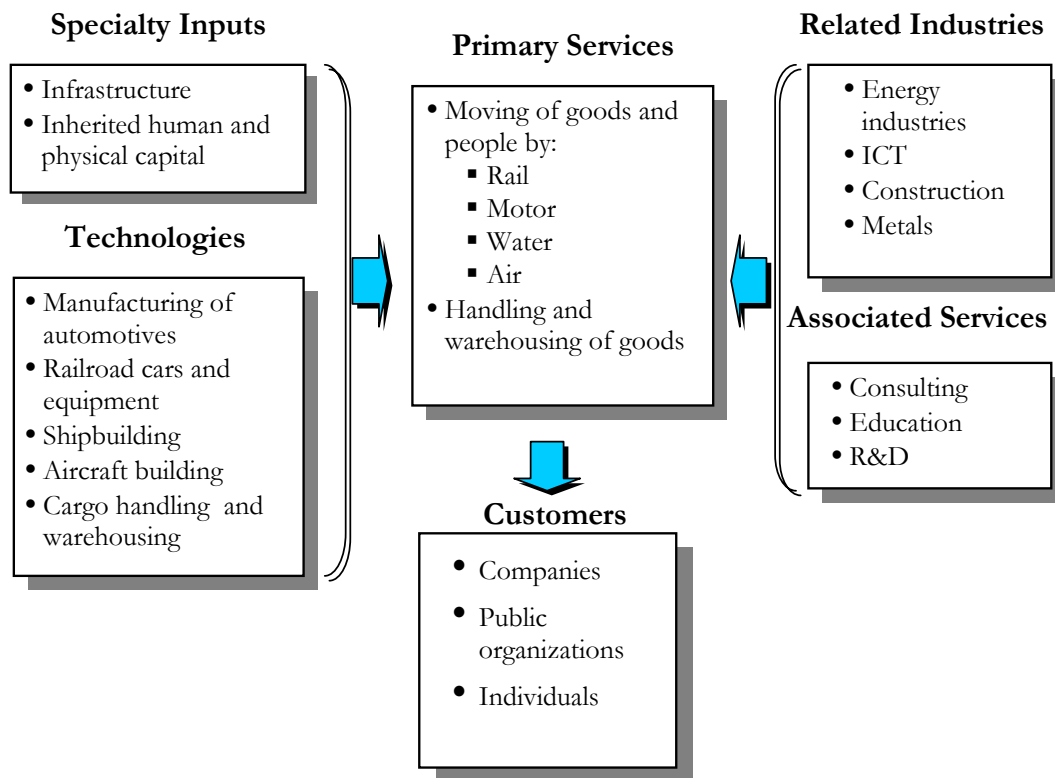 Specialty Inputs
• Infrastructure
• Inherited human and
physical capital
Technologies
• Manufacturing of
automotives
• Railroad cars and
equipment
• Shipbuilding
• Aircraft building
• Cargo handling and
warehousing
Primary Services
• Moving of goods and
people by:
▪ Rail
▪ Motor
▪ Water
▪ Air
• Handling and
warehousing of goods
Customers
• Companies
• Public
organizations
• Individuals
Related Industries
• Energy
industries
• ICT
• Construction
• Metals
Associated Services
• Consulting
• Education
• R&D